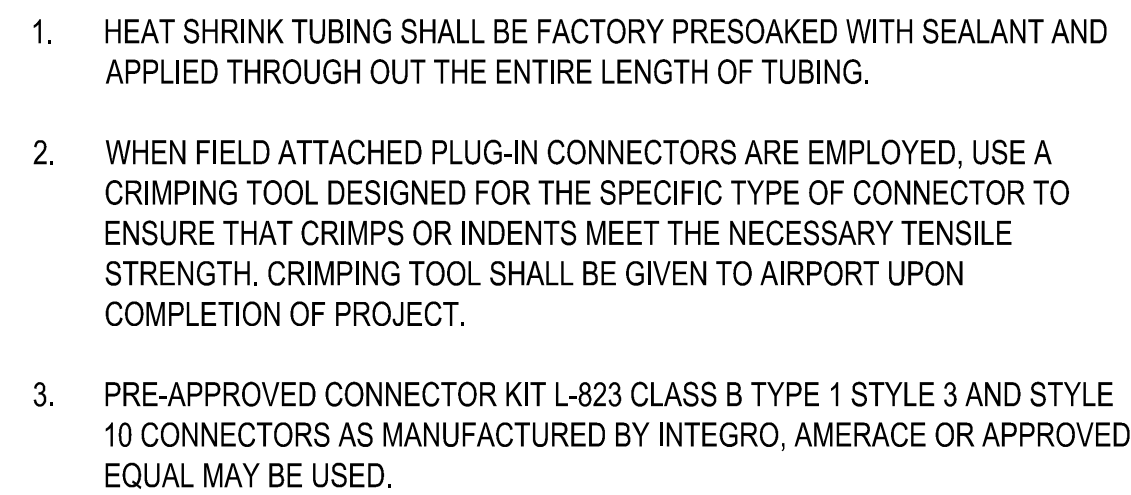 1. HEAT SHRINK TUBING SHALL BE FACTORY PRESOAKED WITH SEALANT AND
APPLIED THROUGH OUT THE ENTIRE LENGTH OF TUBING.
2. WHEN FIELD ATTACHED PLUG-IN CONNECTORS ARE EMPLOYED, USE A
CRIMPING TOOL DESIGNED FOR THE SPECIFIC TYPE OF CONNECTOR TO
ENSURE THAT CRIMPS OR INDENTS MEET THE NECESSARY TENSILE
STRENGTH. CRIMPING TOOL SHALL BE GIVEN TO AIRPORT UPON
COMPLETION OF PROJECT.
3. PRE-APPROVED CONNECTOR KIT L-823 CLASS B TYPE 1 STYLE 3 AND STYLE
10 CONNECTORS AS MANUFACTURED BY INTEGRO, AMERACE OR APPROVED
EQUAL MAY BE USED.